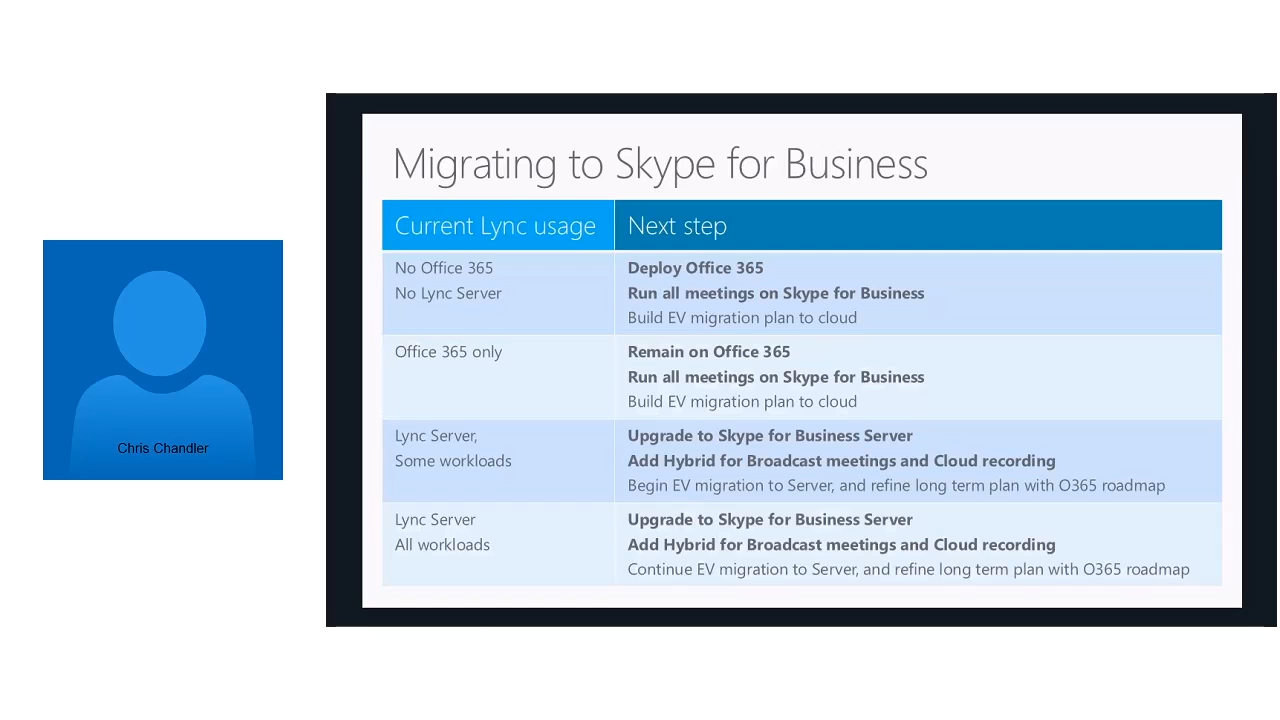 Migrating to Skype for Business
Current Lync usage
Next step
No Office 365
No Lync Server
Deploy Office 365
Run all meetings on Skype for Business
Build EV migration plan to cloud
Office 365 only
Remain on Office 365
Run all meetings on Skype for Business
Build EV migration plan to cloud
Lync Server,
Some workloads
Upgrade to Skype for Business Server
Add Hybrid for Broadcast meetings and Cloud recording
Begin EV migration to Server, and refine long term plan with O365 roadmap
Lync Server
All workloads
Upgrade to Skype for Business Server
Add Hybrid for Broadcast meetings and Cloud recording
Continue EV migration to Server, and refine long term plan with O365 roadmap
Chris Chandler